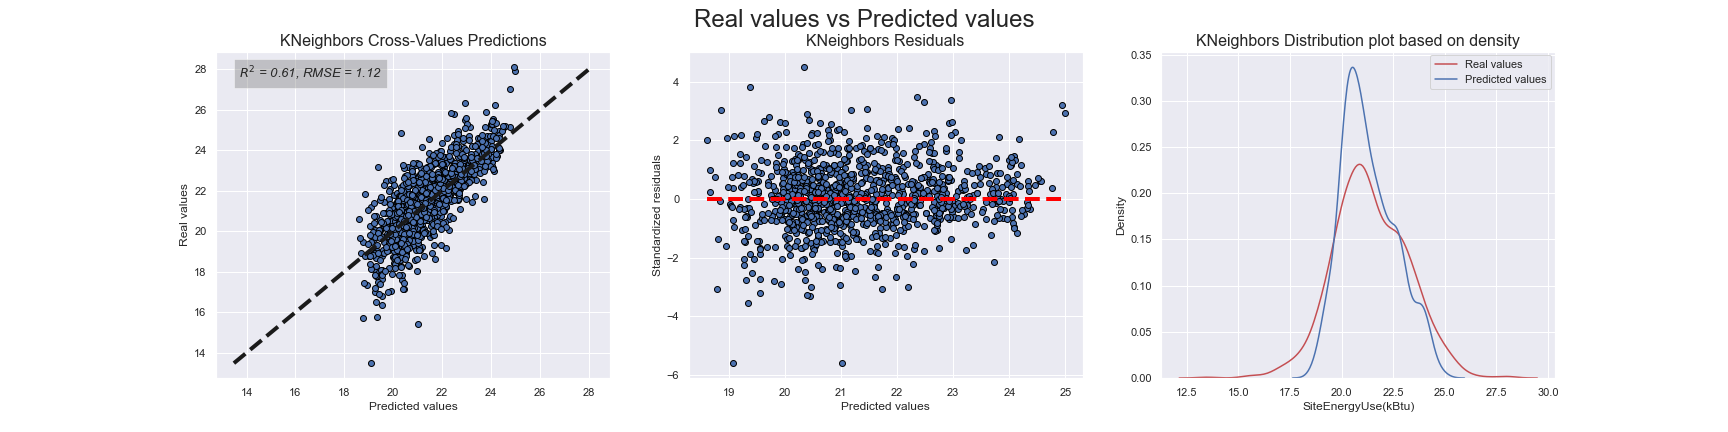 Real values vs Predicted values
KNeighbors Cross-Values Predictions
R² = 0.61, RMSE = 1.12
28
26
24
22
20
18
16
14
Real values
14 16 18 20 22 24 26 28
Predicted values
KNeighbors Residuals
4
2
0
−2
−4
−6
Standardized residuals
19 20 21 22 23 24 25
Predicted values
KNeighbors Distribution plot based on density
Real values
Predicted values
0.35
0.30
0.25
0.20
0.15
0.10
0.05
0.00
Density
12.5 15.0 17.5 20.0 22.5 25.0 27.5 30.0
SiteEnergyUse(kBtu)